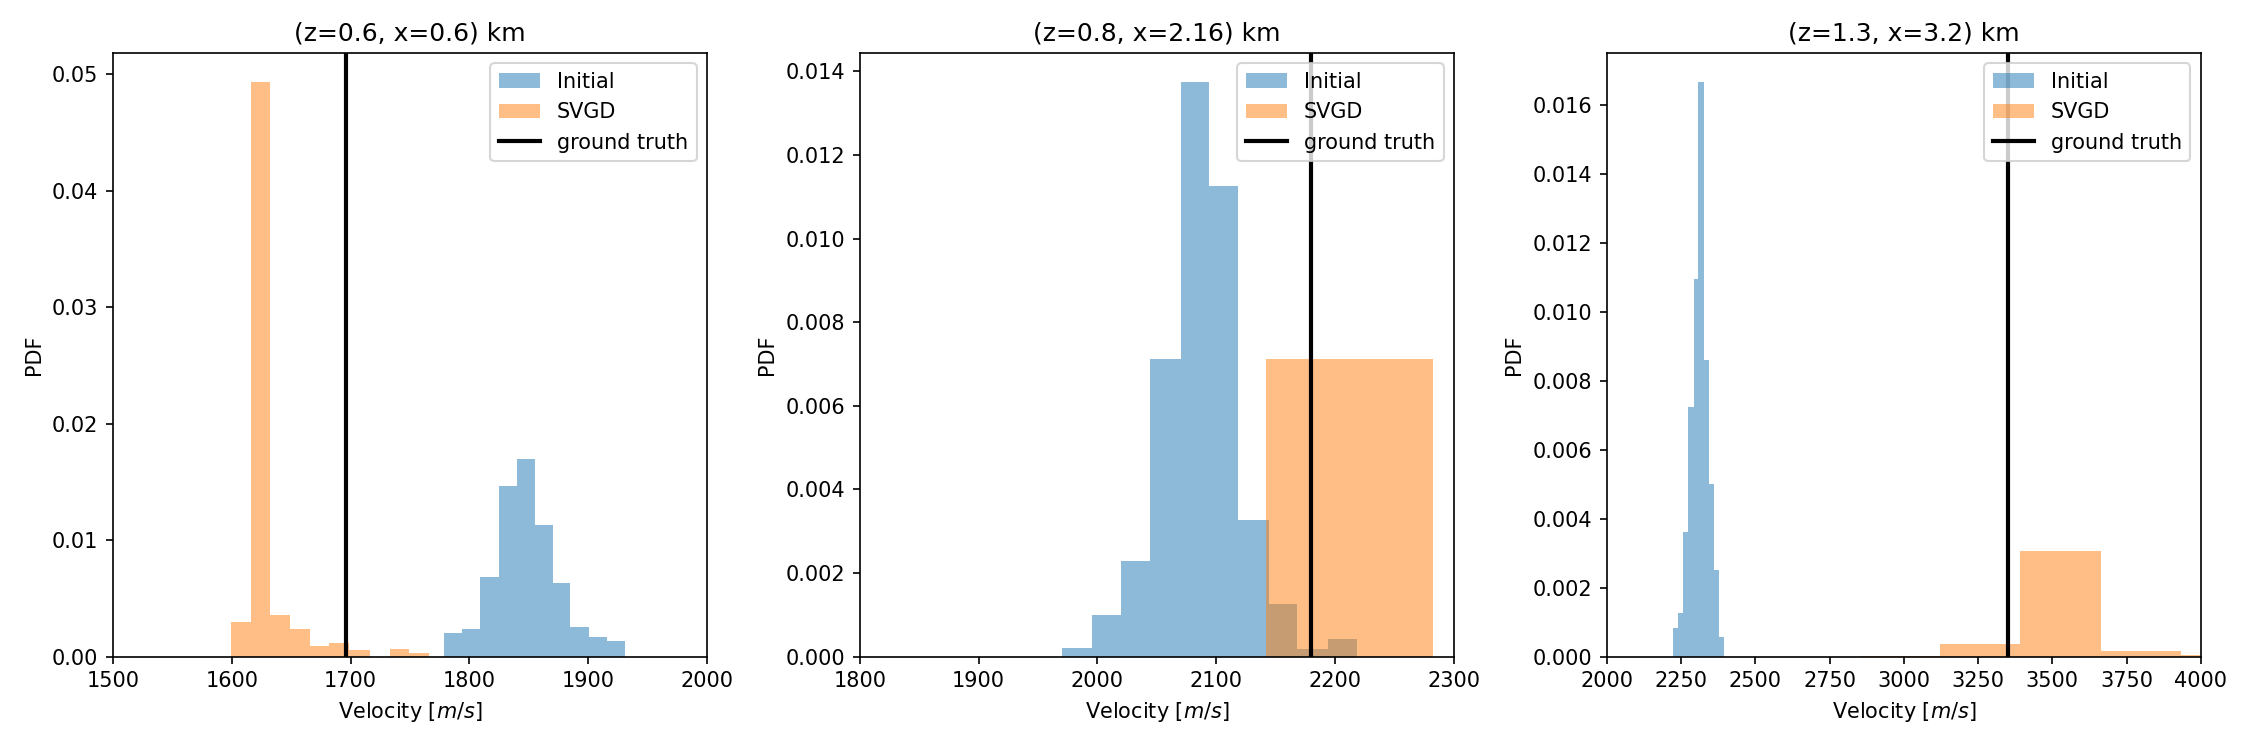 (z=0.6, x=0.6) km
Initial
SVGD
ground truth
0.05
0.04
0.03
0.02
0.01
0.00
PDF
1500 1600 1700 1800 1900 2000
Velocity [m/s]
(z=0.8, x=2.16) km
Initial
SVGD
ground truth
0.014
0.012
0.010
0.008
0.006
0.004
0.002
0.000
PDF
1800 1900 2000 2100 2200 2300
Velocity [m/s]
(z=1.3, x=3.2) km
Initial
SVGD
ground truth
0.016
0.014
0.012
0.010
0.008
0.006
0.004
0.002
0.000
PDF
2000 2250 2500 2750 3000 3250 3500 3750 4000
Velocity [m/s]